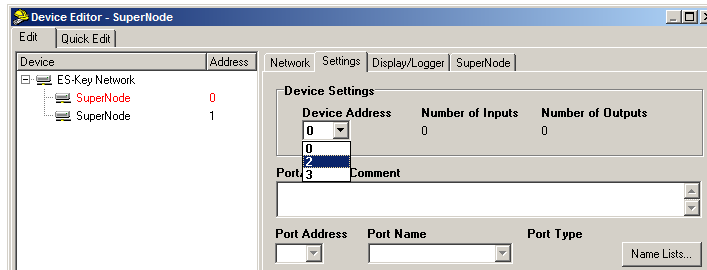 Device Editor - SuperNode
Edit Quick Edit
Device Address
ES-Key Network
SuperNode 0
SuperNode 1
Network Settings Display/Logger SuperNode
Device Settings
Device Address Number of Inputs Number of Outputs
0 0 0
0
2
3
Comment
Port Address Port Name Port Type
Name Lists...